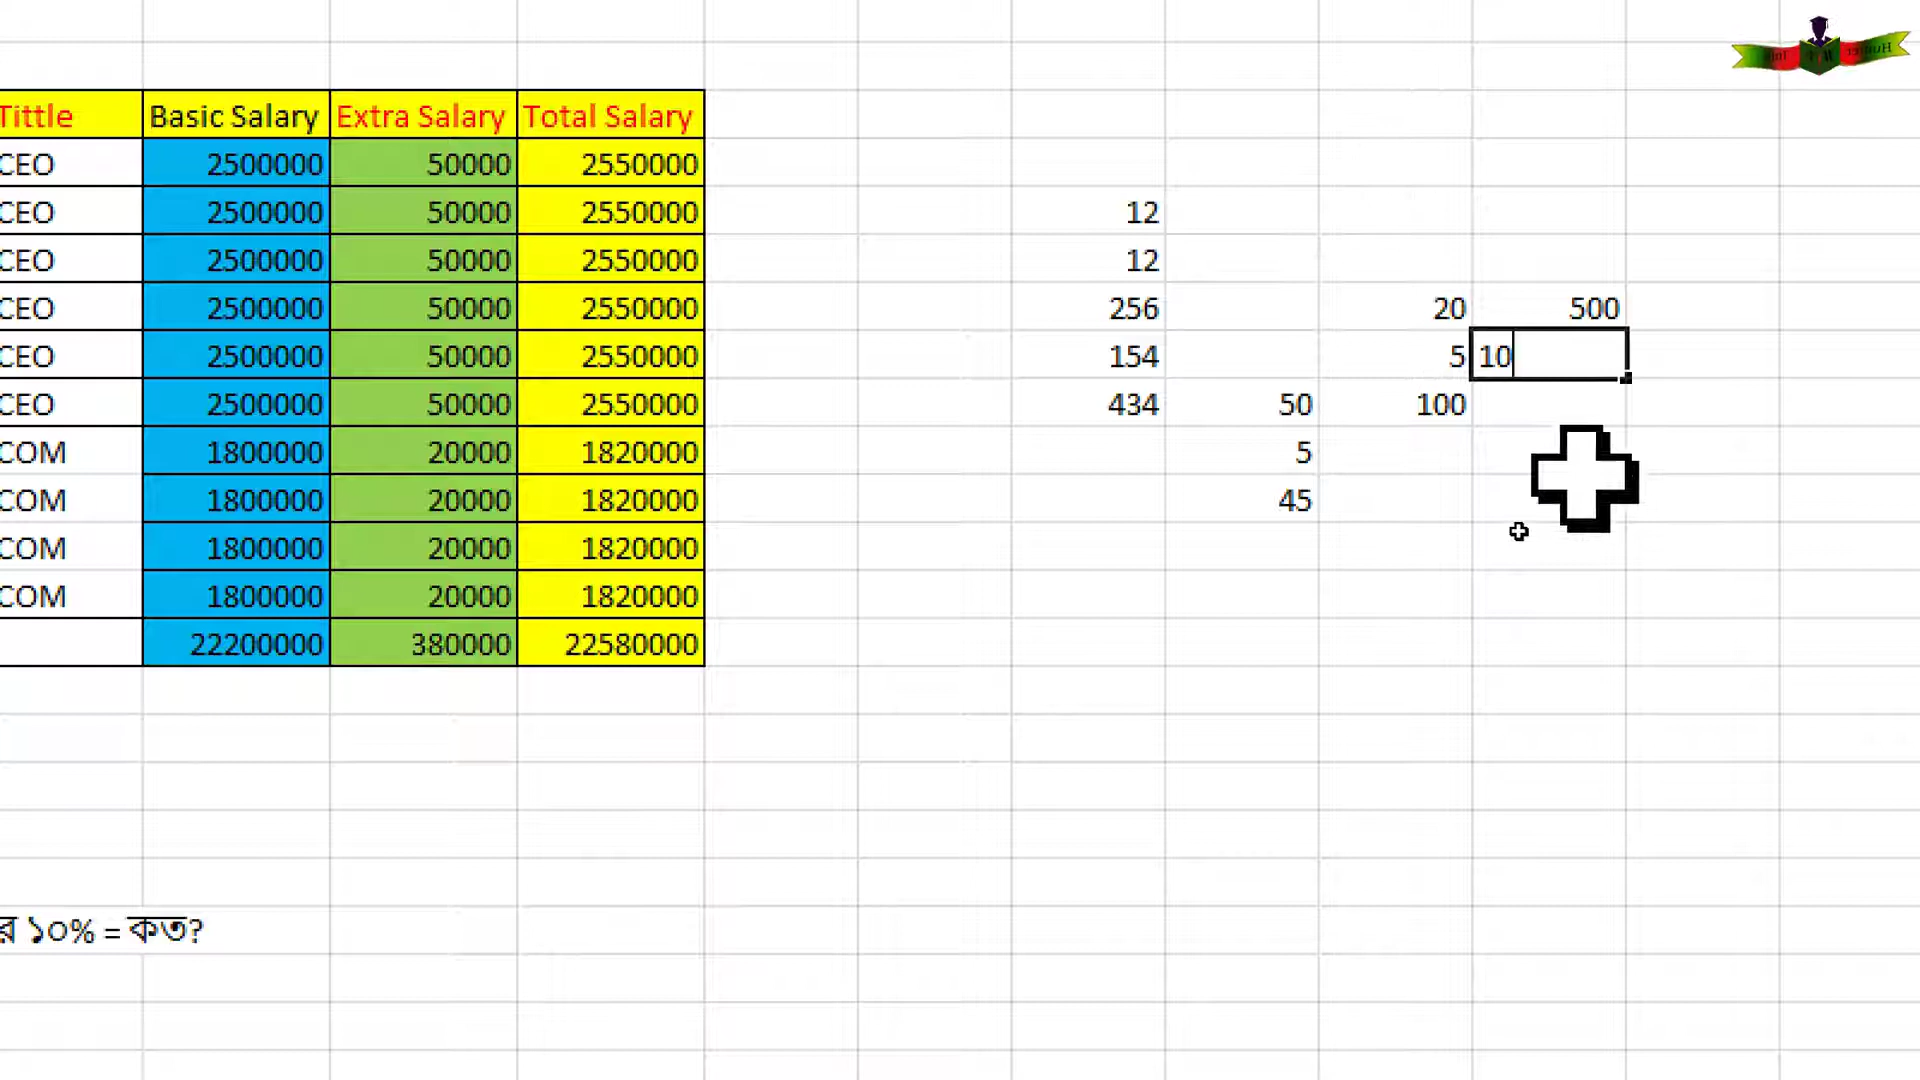 Tittle Basic Salary Extra Salary Total Salary
CEO 2500000 50000 2550000
CEO 2500000 50000 2550000 12
CEO 2500000 50000 2550000 12
CEO 2500000 50000 2550000 256 20 500
CEO 2500000 50000 2550000 154 5 10
CEO 2500000 50000 2550000 434 50 100
COM 1800000 20000 1820000 5
COM 1800000 20000 1820000 45
COM 1800000 20000 1820000
COM 1800000 20000 1820000
22200000 380000 22580000
র ১০% = কত?